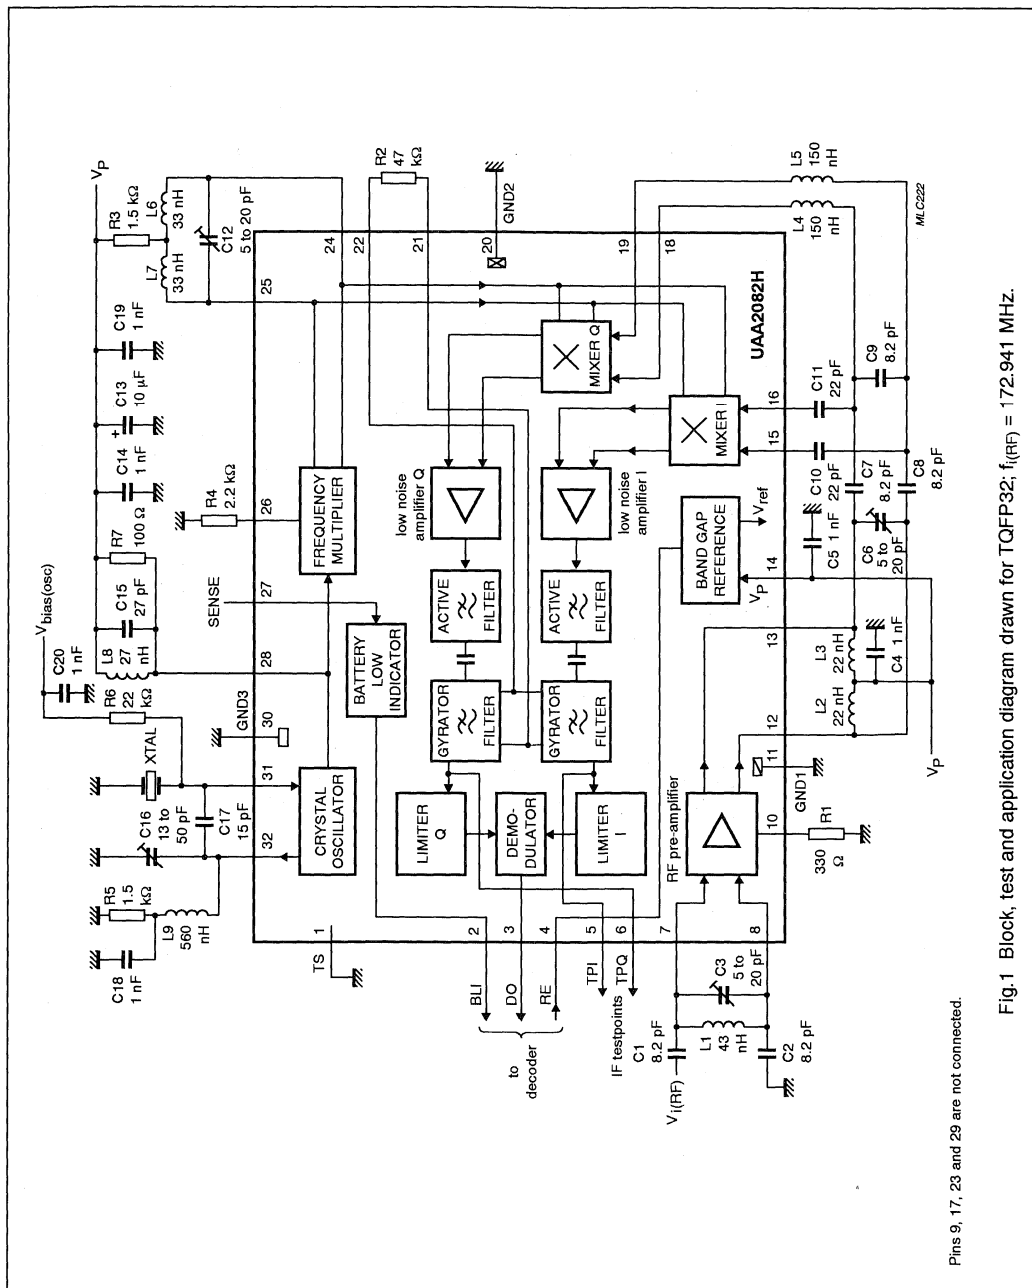 VP
R3
1.5 kΩ
L6
33 nH
L7
33 nH
C12
5 to 20 pF
C19
1 nF
C13
10 µF
+
C14
1 nF
R7
100 Ω
C15
27 pF
L8
27
nH
Vbias(osc)
C20
1 nF
R6
22
kΩ
XTAL
C16
13 to
50 pF
C17
15 pF
R5
1.5
kΩ
L9
560
nH
C18
1 nF
R4
2.2 kΩ
SENSE
GND3
R2
47
kΩ
GND2
1
2
3
4
5
6
7
8
10
11
12
13
14
15
16
18
19
20
21
22
24
25
26
27
28
30
31
32
TS
BLI
DO
RE
TPI
TPQ
to
decoder
IF testpoints
CRYSTAL
OSCILLATOR
FREQUENCY
MULTIPLIER
BATTERY
LOW
INDICATOR
low noise
amplifier Q
MIXER Q
ACTIVE
FILTER
GYRATOR
FILTER
LIMITER
Q
DEMO-
DULATOR
LIMITER
I
GYRATOR
FILTER
ACTIVE
FILTER
low noise
amplifier I
MIXER I
BAND GAP
REFERENCE
Vref
VP
RF pre-amplifier
UAA2082H
Vi(RF)
C1
8.2 pF
L1
43
nH
C3
5 to
20 pF
C2
8.2 pF
R1
330
Ω
GND1
L2
22 nH
L3
22 nH
C4
1 nF
VP
C5
1 nF
C6
5 to
20 pF
C7
8.2 pF
C8
8.2 pF
C10
22 pF
C11
22 pF
C9
8.2 pF
L4
150
nH
L5
150
nH
MLC222
Pins 9, 17, 23 and 29 are not connected.
Fig.1 Block, test and application diagram drawn for TQFP32; fi(RF) = 172.941 MHz.